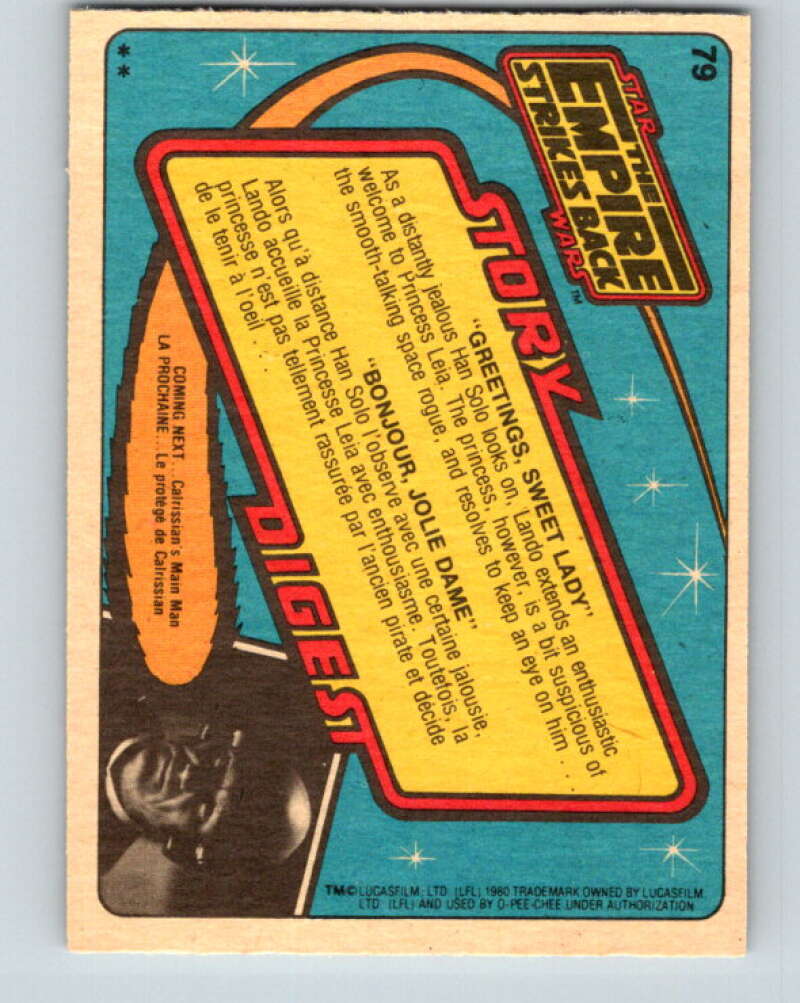 79
STAR
THE
EMPIRE
STRIKES BACK
WARS™
STORY
DIGEST
"GREETINGS, SWEET LADY"
As a distantly jealous Han Solo looks on, Lando extends an enthusiastic
welcome to Princess Leia. The princess, however, is a bit suspicious of
the smooth-talking space rogue, and resolves to keep an eye on him . . .
"BONJOUR, JOLIE DAME"
Alors qu'à distance Han Solo l'observe avec une certaine jalousie,
Lando accueille la Princesse Leia avec enthousiasme. Toutefois, la
princesse n'est pas tellement rassurée par l'ancien pirate et décide
de le tenir à l'oeil . . .
COMING NEXT... Calrissian's Main Man
LA PROCHAINE... Le protégé de Calrissian
**
TM© LUCASFILM, LTD. (LFL) 1980 TRADEMARK OWNED BY LUCASFILM,
LTD. (LFL) AND USED BY O-PEE-CHEE UNDER AUTHORIZATION